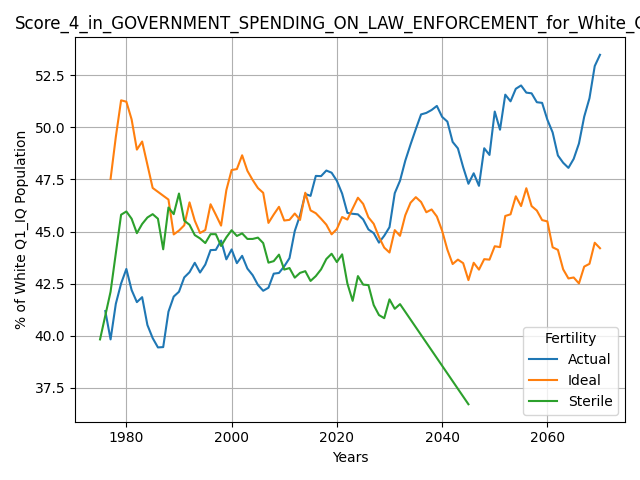 Score_4_in_GOVERNMENT_SPENDING_ON_LAW_ENFORCEMENT_for_White_
% of White Q1_IQ Population
52.5
50.0
47.5
45.0
42.5
40.0
37.5
1980
2000
2020
2040
2060
Years
Fertility
Actual
Ideal
Sterile